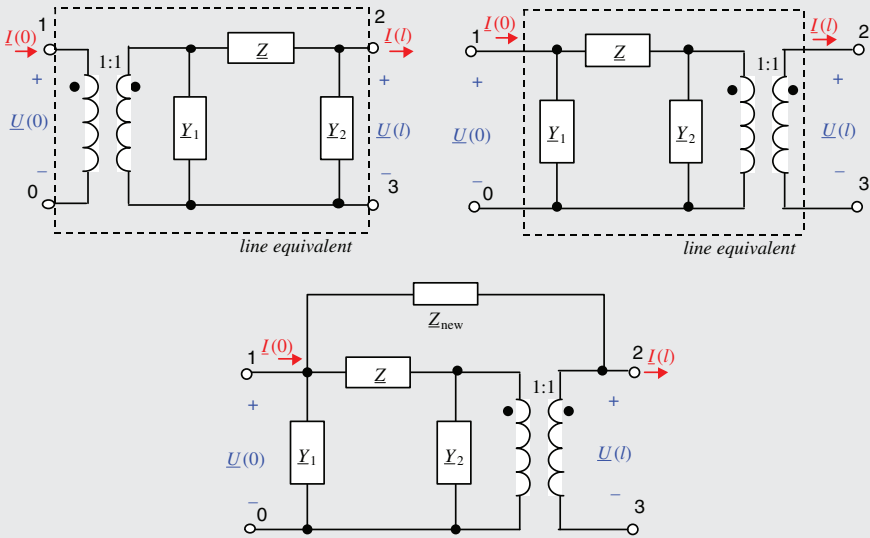 1 I(0) 1:1 Z 2 I(l)
+ U(0) – Y1 Y2 + U(l) –
0 3
line equivalent
1 I(0) Z 1:1 I(l) 2
+ U(0) – Y1 Y2 + U(l) –
0 3
line equivalent
Znew
1 I(0) Z 1:1 2 I(l)
+ U(0) – Y1 Y2 + U(l) –
0 3